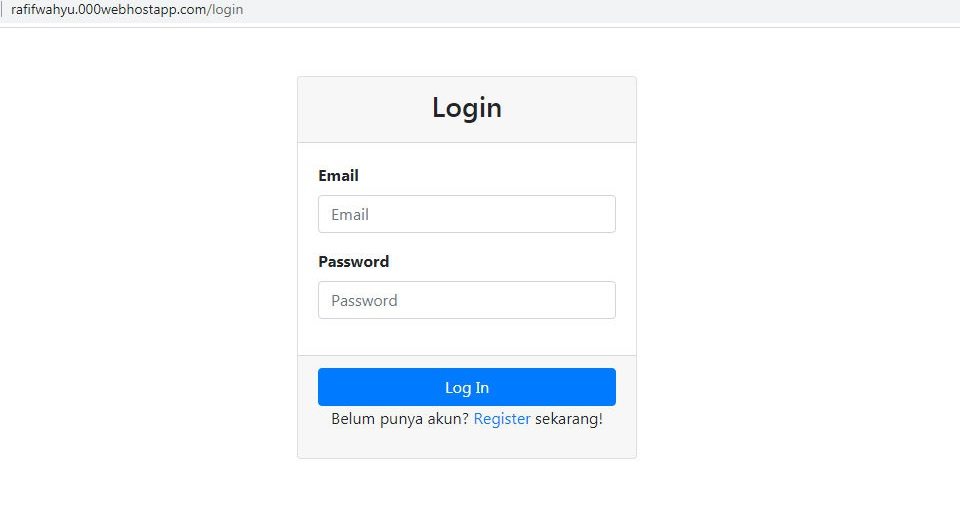 rafifwahyu.000webhostapp.com/login
Login
Email
Email
Password
Password
Log In
Belum punya akun? Register sekarang!